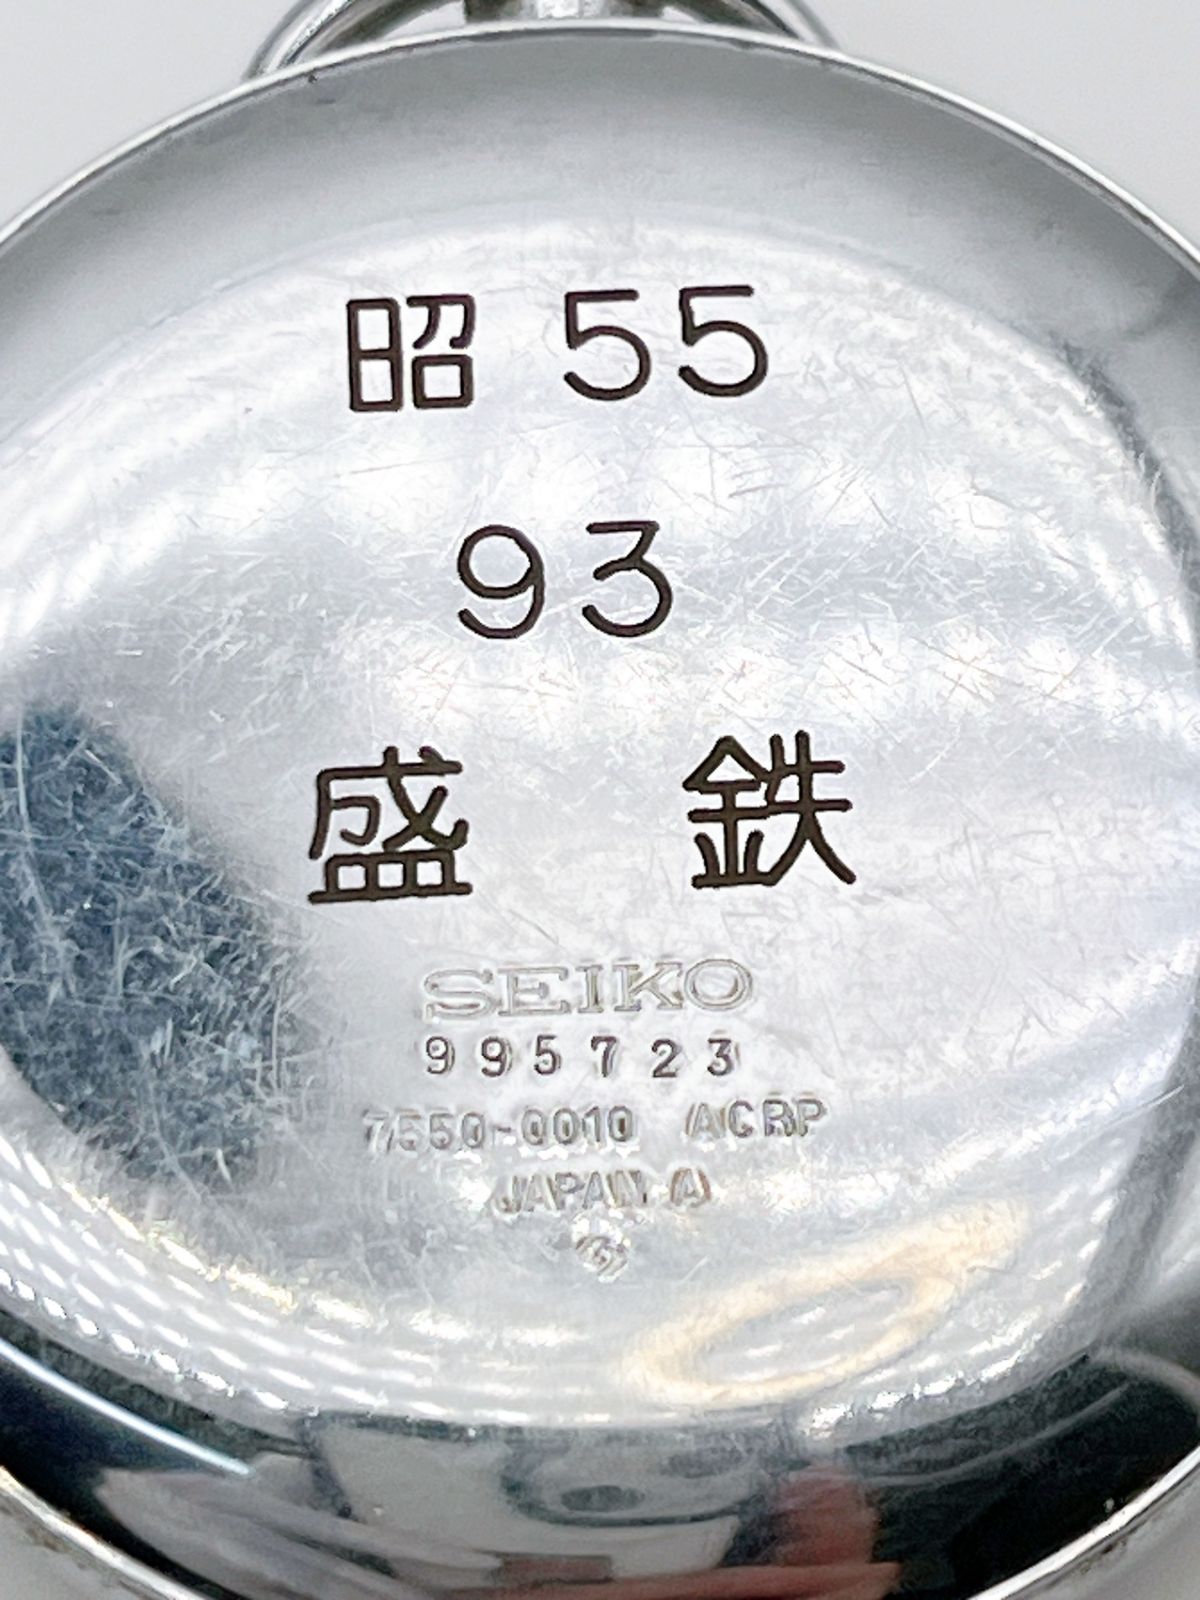 昭 55
93
盛 鉄
SEIKO
995723
7550-0010 ACRP
JAPAN A